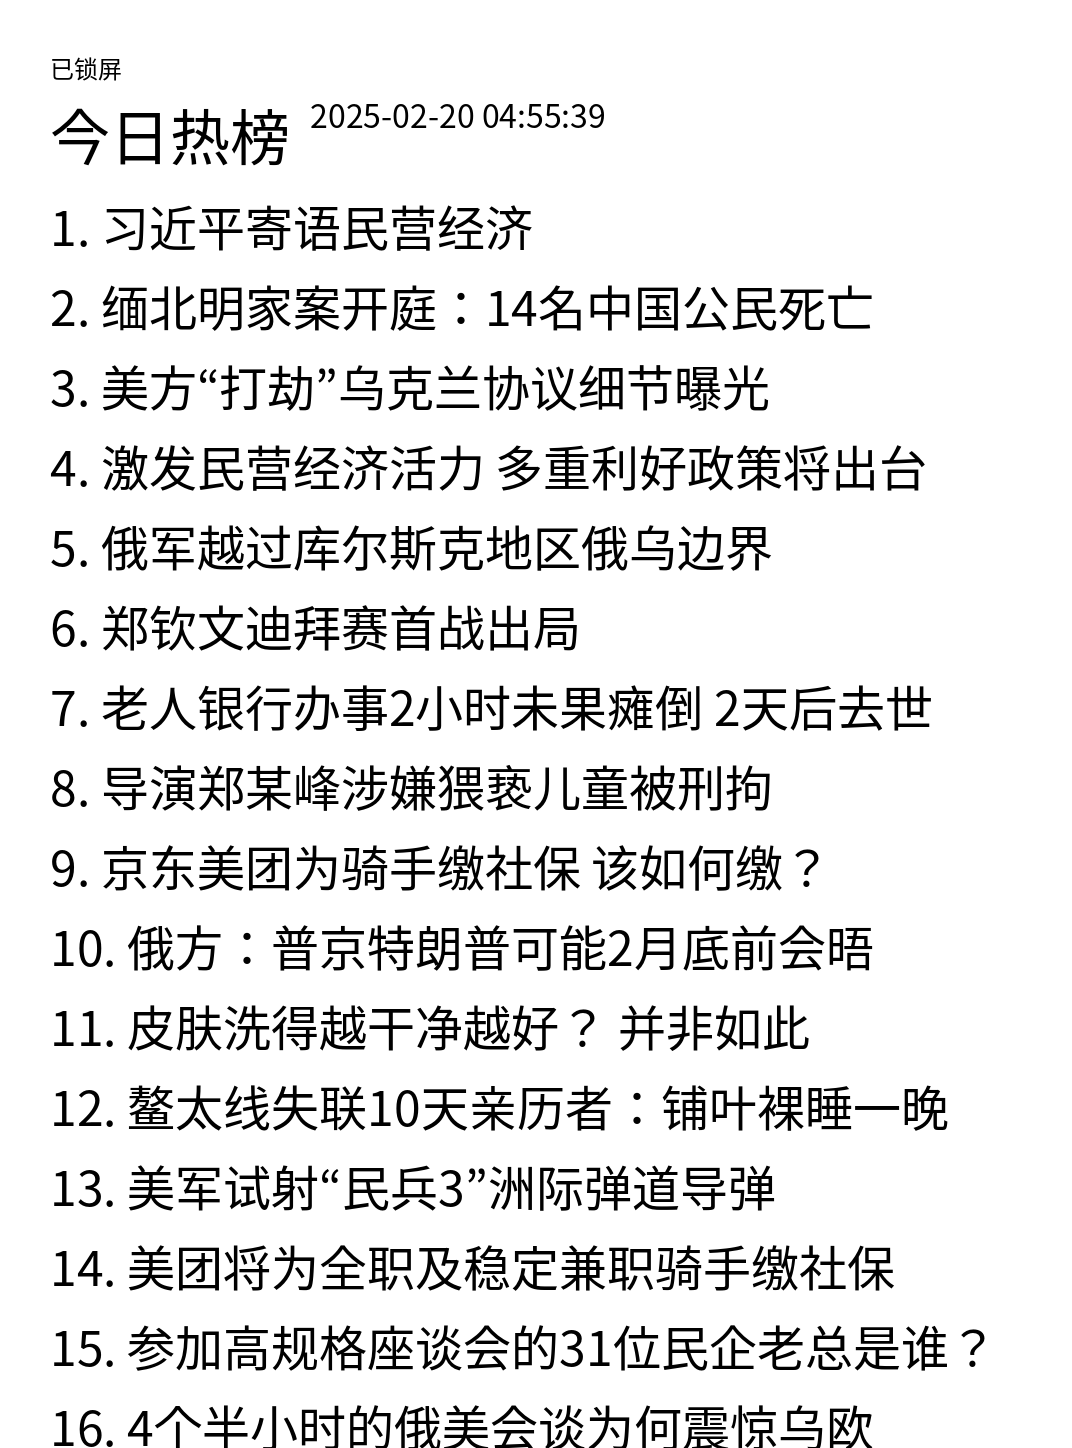 已锁屏
今日热榜 2025-02-20 04:55:39
1. 习近平寄语民营经济
2. 缅北明家案开庭：14名中国公民死亡
3. 美方“打劫”乌克兰协议细节曝光
4. 激发民营经济活力 多重利好政策将出台
5. 俄军越过库尔斯克地区俄乌边界
6. 郑钦文迪拜赛首战出局
7. 老人银行办事2小时未果瘫倒 2天后去世
8. 导演郑某峰涉嫌猥亵儿童被刑拘
9. 京东美团为骑手缴社保 该如何缴？
10. 俄方：普京特朗普可能2月底前会晤
11. 皮肤洗得越干净越好？ 并非如此
12. 鳌太线失联10天亲历者：铺叶裸睡一晚
13. 美军试射“民兵3”洲际弹道导弹
14. 美团将为全职及稳定兼职骑手缴社保
15. 参加高规格座谈会的31位民企老总是谁？
16. 4个半小时的俄美会谈为何震惊乌欧